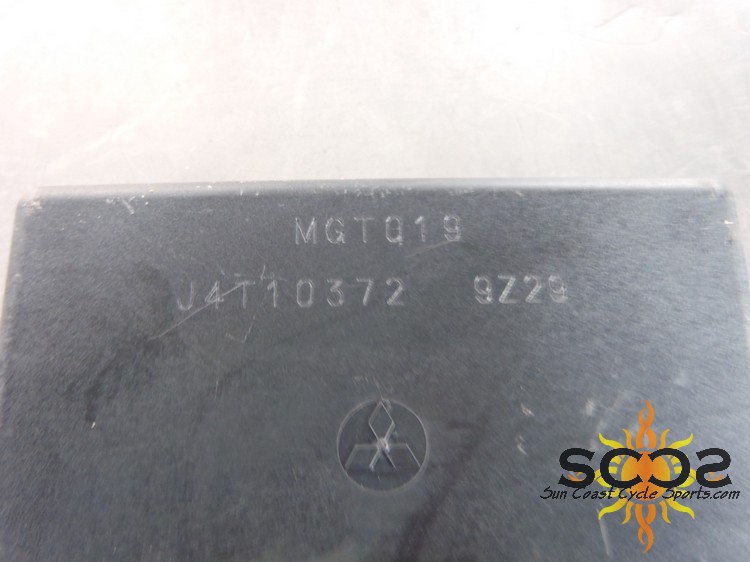 MGTQ19
J4T10372 9Z29
SCCS
Sun Coast Cycle Sports.com